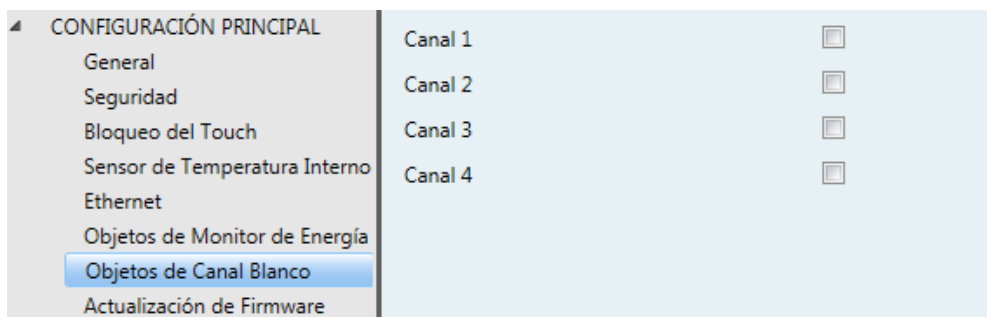 CONFIGURACIÓN PRINCIPAL
General
Seguridad
Bloqueo del Touch
Sensor de Temperatura Interno
Ethernet
Objetos de Monitor de Energía
Objetos de Canal Blanco
Actualización de Firmware
Canal 1
Canal 2
Canal 3
Canal 4